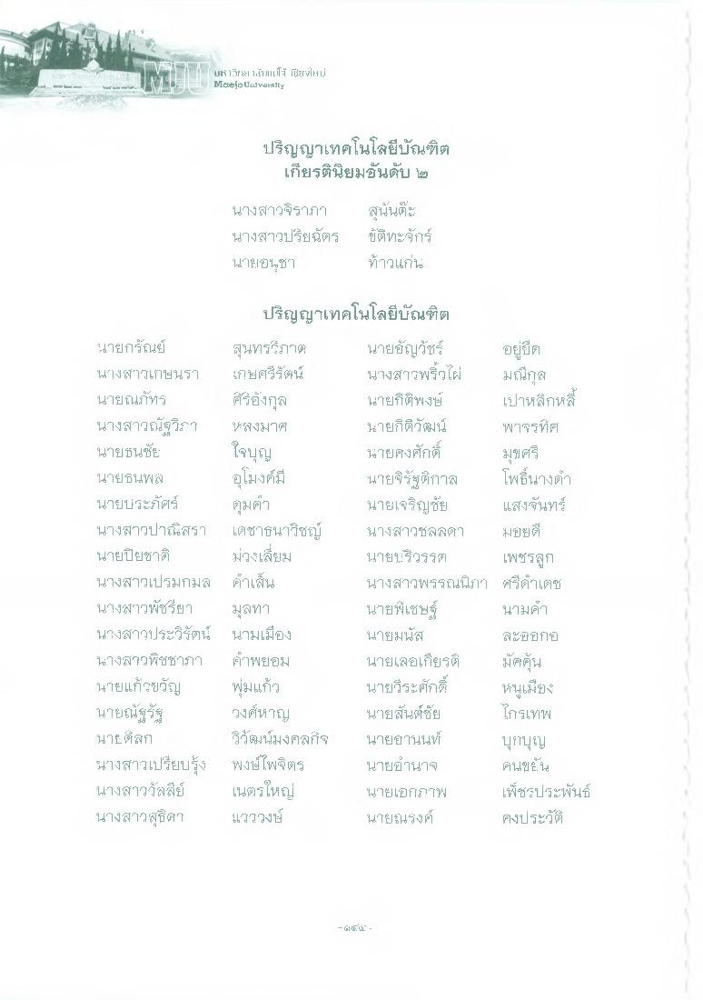 MJU
มหาวิทยาลัยแม่โจ้ เชียงใหม่
Maejo University
ปริญญาเทคโนโลยีบัณฑิต
เกียรตินิยมอันดับ ๒
นางสาวจิราภา สุนันต๊ะ
นางสาวปริยฉัตร ขัติทะจักร์
นายอนุชา ท้าวแก่น
ปริญญาเทคโนโลยีบัณฑิต
นายกรัณย์ สุนทรวิภาต นายอัญวัชร์ อยู่ยืด
นางสาวเกษนรา เกษศรีรัตน์ นางสาวพริ้วไผ่ มณีกุล
นายณภัทร ศิริอังกุล นายกิติพงษ์ เปาหลิกหลี้
นางสาวณัฐวิภา หลงมาศ นายกิติวัฒน์ พาจรทิศ
นายธนชัย ใจบุญ นายคงศักดิ์ มุขศรี
นายธนพล อุโมงค์มี นายจิรัฐติกาล โพธิ์นางดำ
นายประภัศร์ ตุมคำ นายเจริญชัย แสงจันทร์
นางสาวปาณิสรา เดชาธนาวิชญ์ นางสาวชลลดา มอยดี
นายปิยชาติ ม่วงเลี่ยม นายปริวรรต เพชรลูก
นางสาวเปรมกมล คำเส็น นางสาวพรรณนิภา ศรีดำเดช
นางสาวพัชรียา มุลทา นายพิเชษฐ์ นามคำ
นางสาวประวิรัตน์ นามเมือง นายมนัส ละออกอ
นางสาวพิชชาภา คำพยอม นายเลอเกียรติ มัคคุ้น
นายแก้วขวัญ พุ่มแก้ว นายวีระศักดิ์ หนูเมือง
นายณัฐรัฐ วงศ์หาญ นายสันต์ชัย ไกรเทพ
นายดิลก วิวัฒน์มงคลกิจ นายอานนท์ บุกบุญ
นางสาวเปรียบรุ้ง พงษ์ไพจิตร นายอำนาจ คนขยัน
นางสาววัลลีย์ เนตรใหญ่ นายเอกภาพ เพ็ชรประพันธ์
นางสาวสุธิดา แวววงษ์ นายณรงค์ คงประวัติ
-๑๔๕-